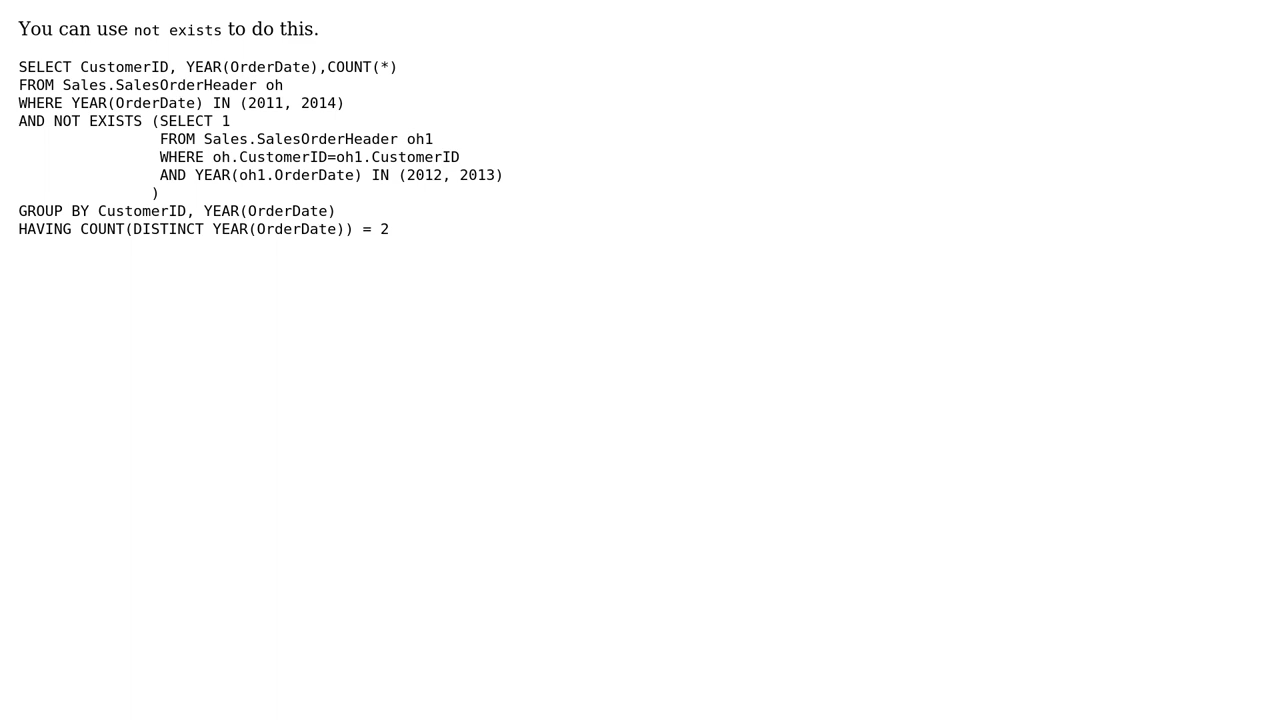 You can use not exists to do this.
SELECT CustomerID, YEAR(OrderDate),COUNT(*)
FROM Sales.SalesOrderHeader oh
WHERE YEAR(OrderDate) IN (2011, 2014)
AND NOT EXISTS (SELECT 1
                FROM Sales.SalesOrderHeader oh1
                WHERE oh.CustomerID=oh1.CustomerID
                AND YEAR(oh1.OrderDate) IN (2012, 2013)
               )
GROUP BY CustomerID, YEAR(OrderDate)
HAVING COUNT(DISTINCT YEAR(OrderDate)) = 2